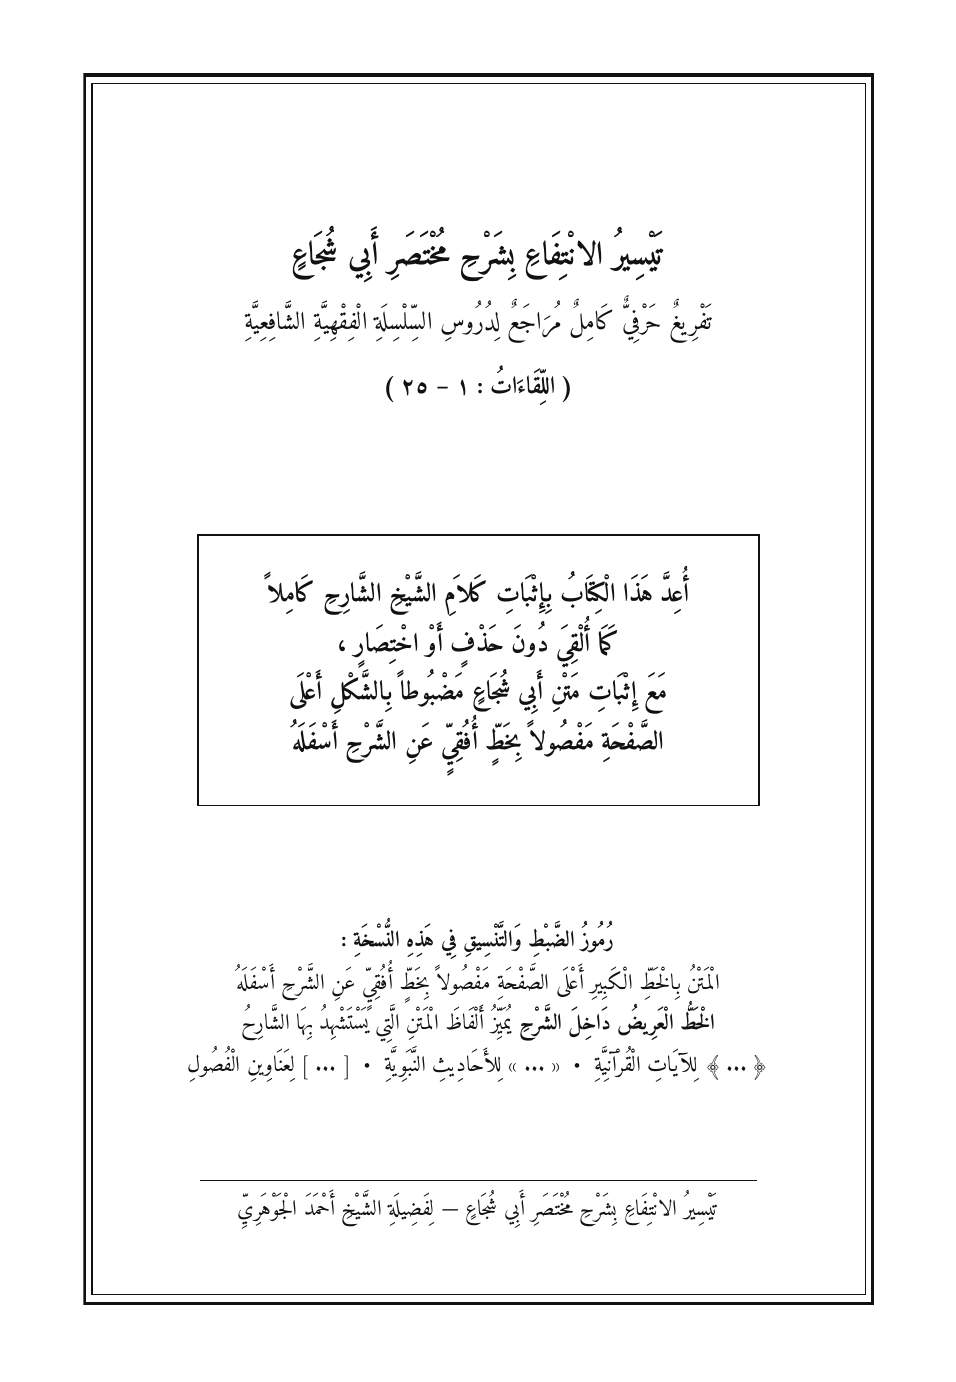 تَيْسِيرُ الانْتِفَاعِ بِشَرْحِ مُخْتَصَرِ أَبِي شُجَاعٍ
تَفْرِيغٌ حَرْفِيٌّ كَامِلٌ مُرَاجَعٌ لِدُرُوسِ السِّلْسِلَةِ الْفِقْهِيَّةِ الشَّافِعِيَّةِ
( اللِّقَاءَاتُ : ١ – ٢٥ )
أُعِدَّ هَذَا الْكِتَابُ بِإِثْبَاتِ كَلاَمِ الشَّيْخِ الشَّارِحِ كَامِلاً
كَمَا أُلْقِيَ دُونَ حَذْفٍ أَوْ اخْتِصَارٍ ،
مَعَ إِثْبَاتِ مَتْنِ أَبِي شُجَاعٍ مَضْبُوطاً بِالشَّكْلِ أَعْلَى
الصَّفْحَةِ مَفْصُولاً بِخَطٍّ أُفُقِيٍّ عَنِ الشَّرْحِ أَسْفَلَهُ
رُمُوزُ الضَّبْطِ وَالتَّنْسِيقِ فِي هَذِهِ النُّسْخَةِ :
الْمَتْنُ بِالْخَطِّ الْكَبِيرِ أَعْلَى الصَّفْحَةِ مَفْصُولاً بِخَطٍّ أُفُقِيٍّ عَنِ الشَّرْحِ أَسْفَلَهُ
الْخَطُّ الْعَرِيضُ دَاخِلَ الشَّرْحِ يُمَيِّزُ أَلْفَاظَ الْمَتْنِ الَّتِي يَسْتَشْهِدُ بِهَا الشَّارِحُ
﴿ ... ﴾ لِلآيَاتِ الْقُرْآنِيَّةِ • « ... » لِلأَحَادِيثِ النَّبَوِيَّةِ • [ ... ] لِعَنَاوِينِ الْفُصُولِ
تَيْسِيرُ الانْتِفَاعِ بِشَرْحِ مُخْتَصَرِ أَبِي شُجَاعٍ — لِفَضِيلَةِ الشَّيْخِ أَحْمَدَ الْجَوْهَرِيِّ